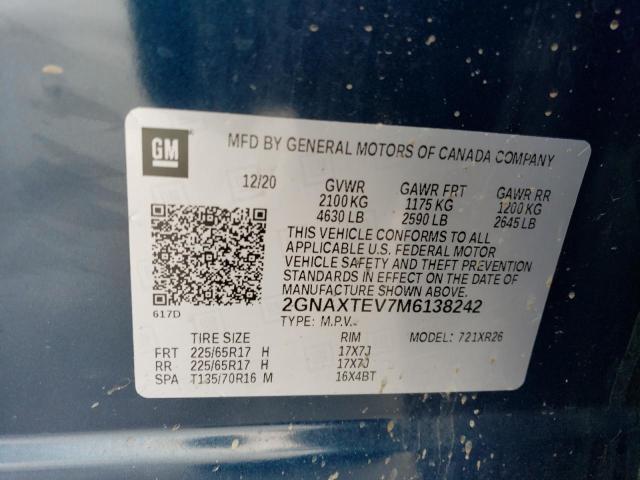 GM
MFD BY GENERAL MOTORS OF CANADA COMPANY
12/20 GVWR GAWR FRT GAWR RR
2100 KG 1175 KG 1200 KG
4630 LB 2590 LB 2645 LB
THIS VEHICLE CONFORMS TO ALL
APPLICABLE U.S. FEDERAL MOTOR
VEHICLE SAFETY AND THEFT PREVENTION
STANDARDS IN EFFECT ON THE DATE OF
MANUFACTURE SHOWN ABOVE.
617D
2GNAXTEV7M6138242
TYPE: M.P.V.
TIRE SIZE RIM MODEL: 721XR26
FRT 225/65R17 H 17X7J
RR 225/65R17 H 17X7J
SPA T135/70R16 M 16X4BT